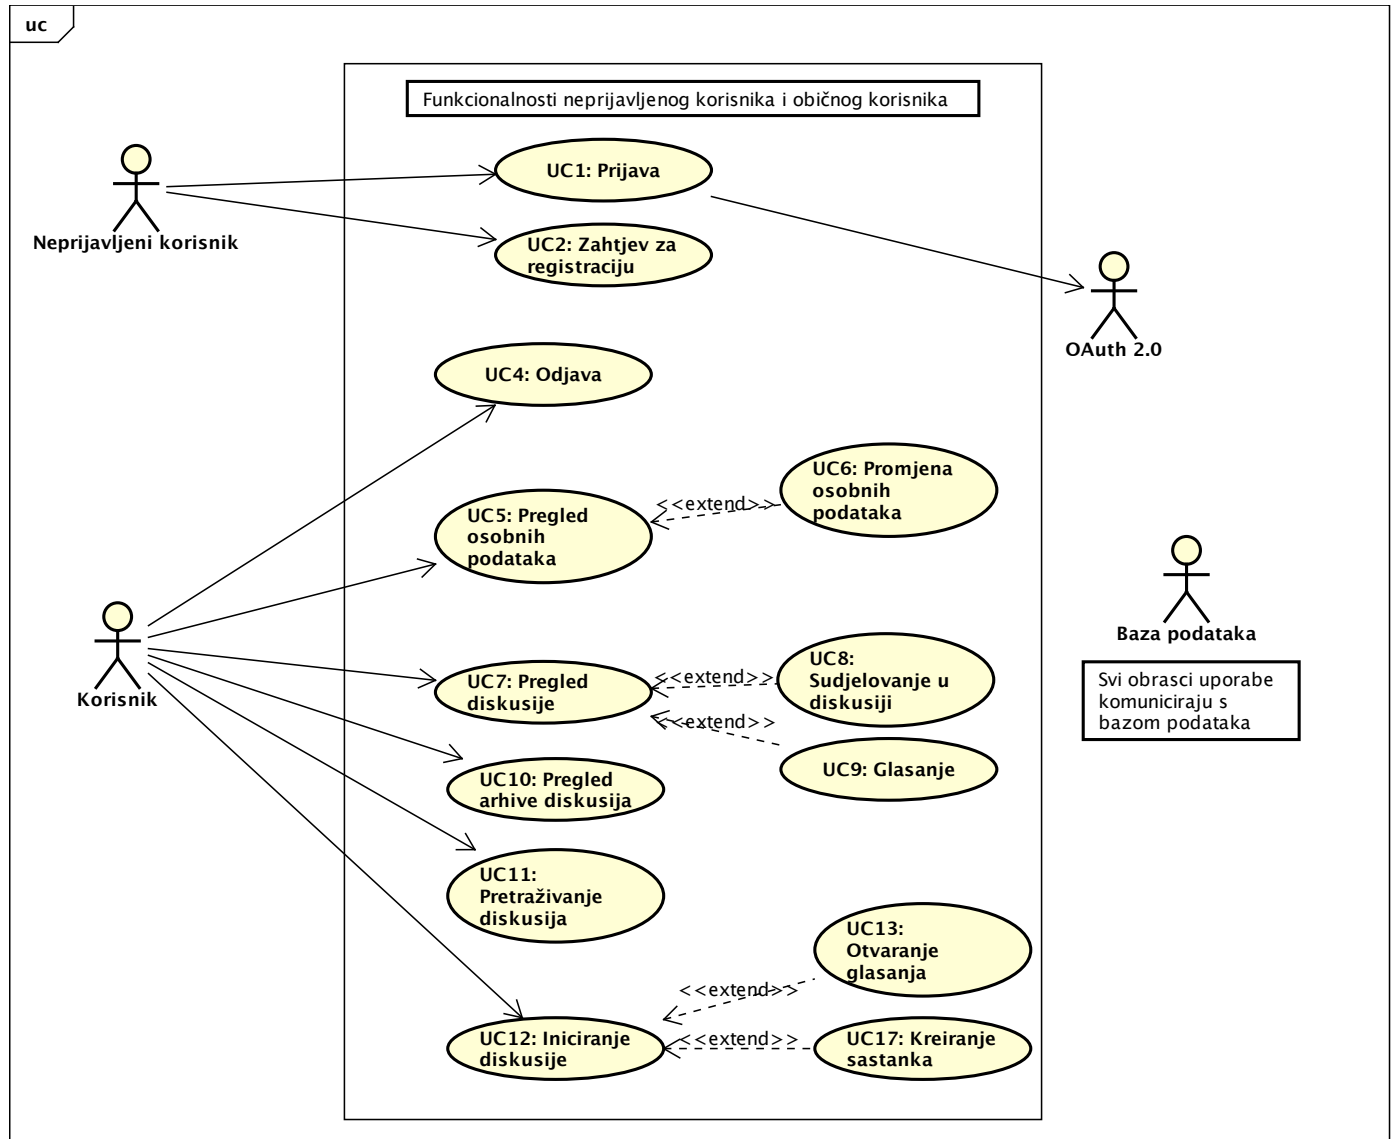 uc
Funkcionalnosti neprijavljenog korisnika i običnog korisnika
UC1: Prijava
Neprijavljeni korisnik
UC2: Zahtjev za
registraciju
OAuth 2.0
UC4: Odjava
UC5: Pregled
osobnih
podataka
<<extend>>
UC6: Promjena
osobnih
podataka
Korisnik
Baza podataka
Svi obrasci uporabe
komuniciraju s
bazom podataka
UC7: Pregled
diskusije
<<extend>>
UC8:
Sudjelovanje u
diskusiji
<<extend>>
UC9: Glasanje
UC10: Pregled
arhive diskusija
UC11:
Pretraživanje
diskusija
UC13:
Otvaranje
glasanja
<<extend>>
UC12: Iniciranje
diskusije
<<extend>>
UC17: Kreiranje
sastanka